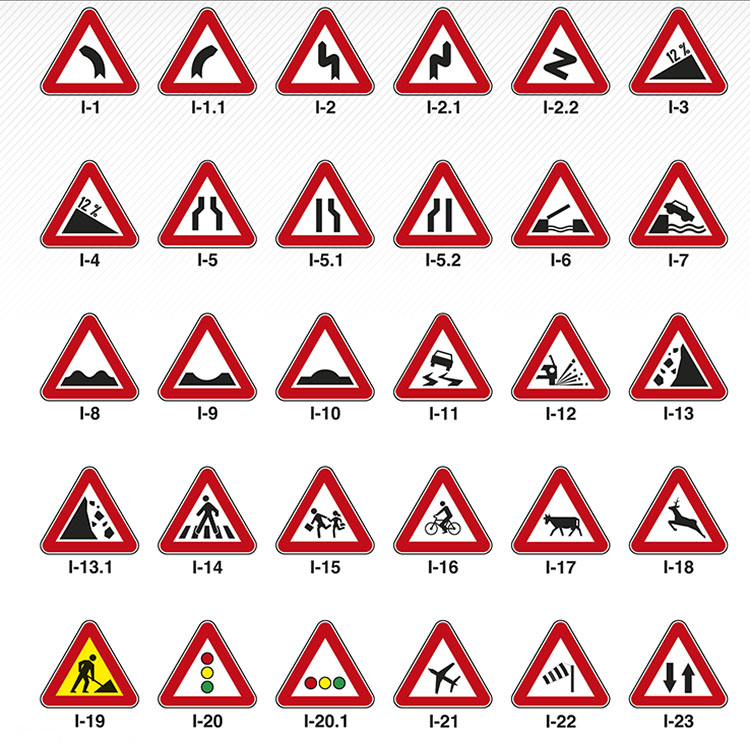 12 %
I-1 I-1.1 I-2 I-2.1 I-2.2 I-3
12 %
I-4 I-5 I-5.1 I-5.2 I-6 I-7
I-8 I-9 I-10 I-11 I-12 I-13
I-13.1 I-14 I-15 I-16 I-17 I-18
I-19 I-20 I-20.1 I-21 I-22 I-23